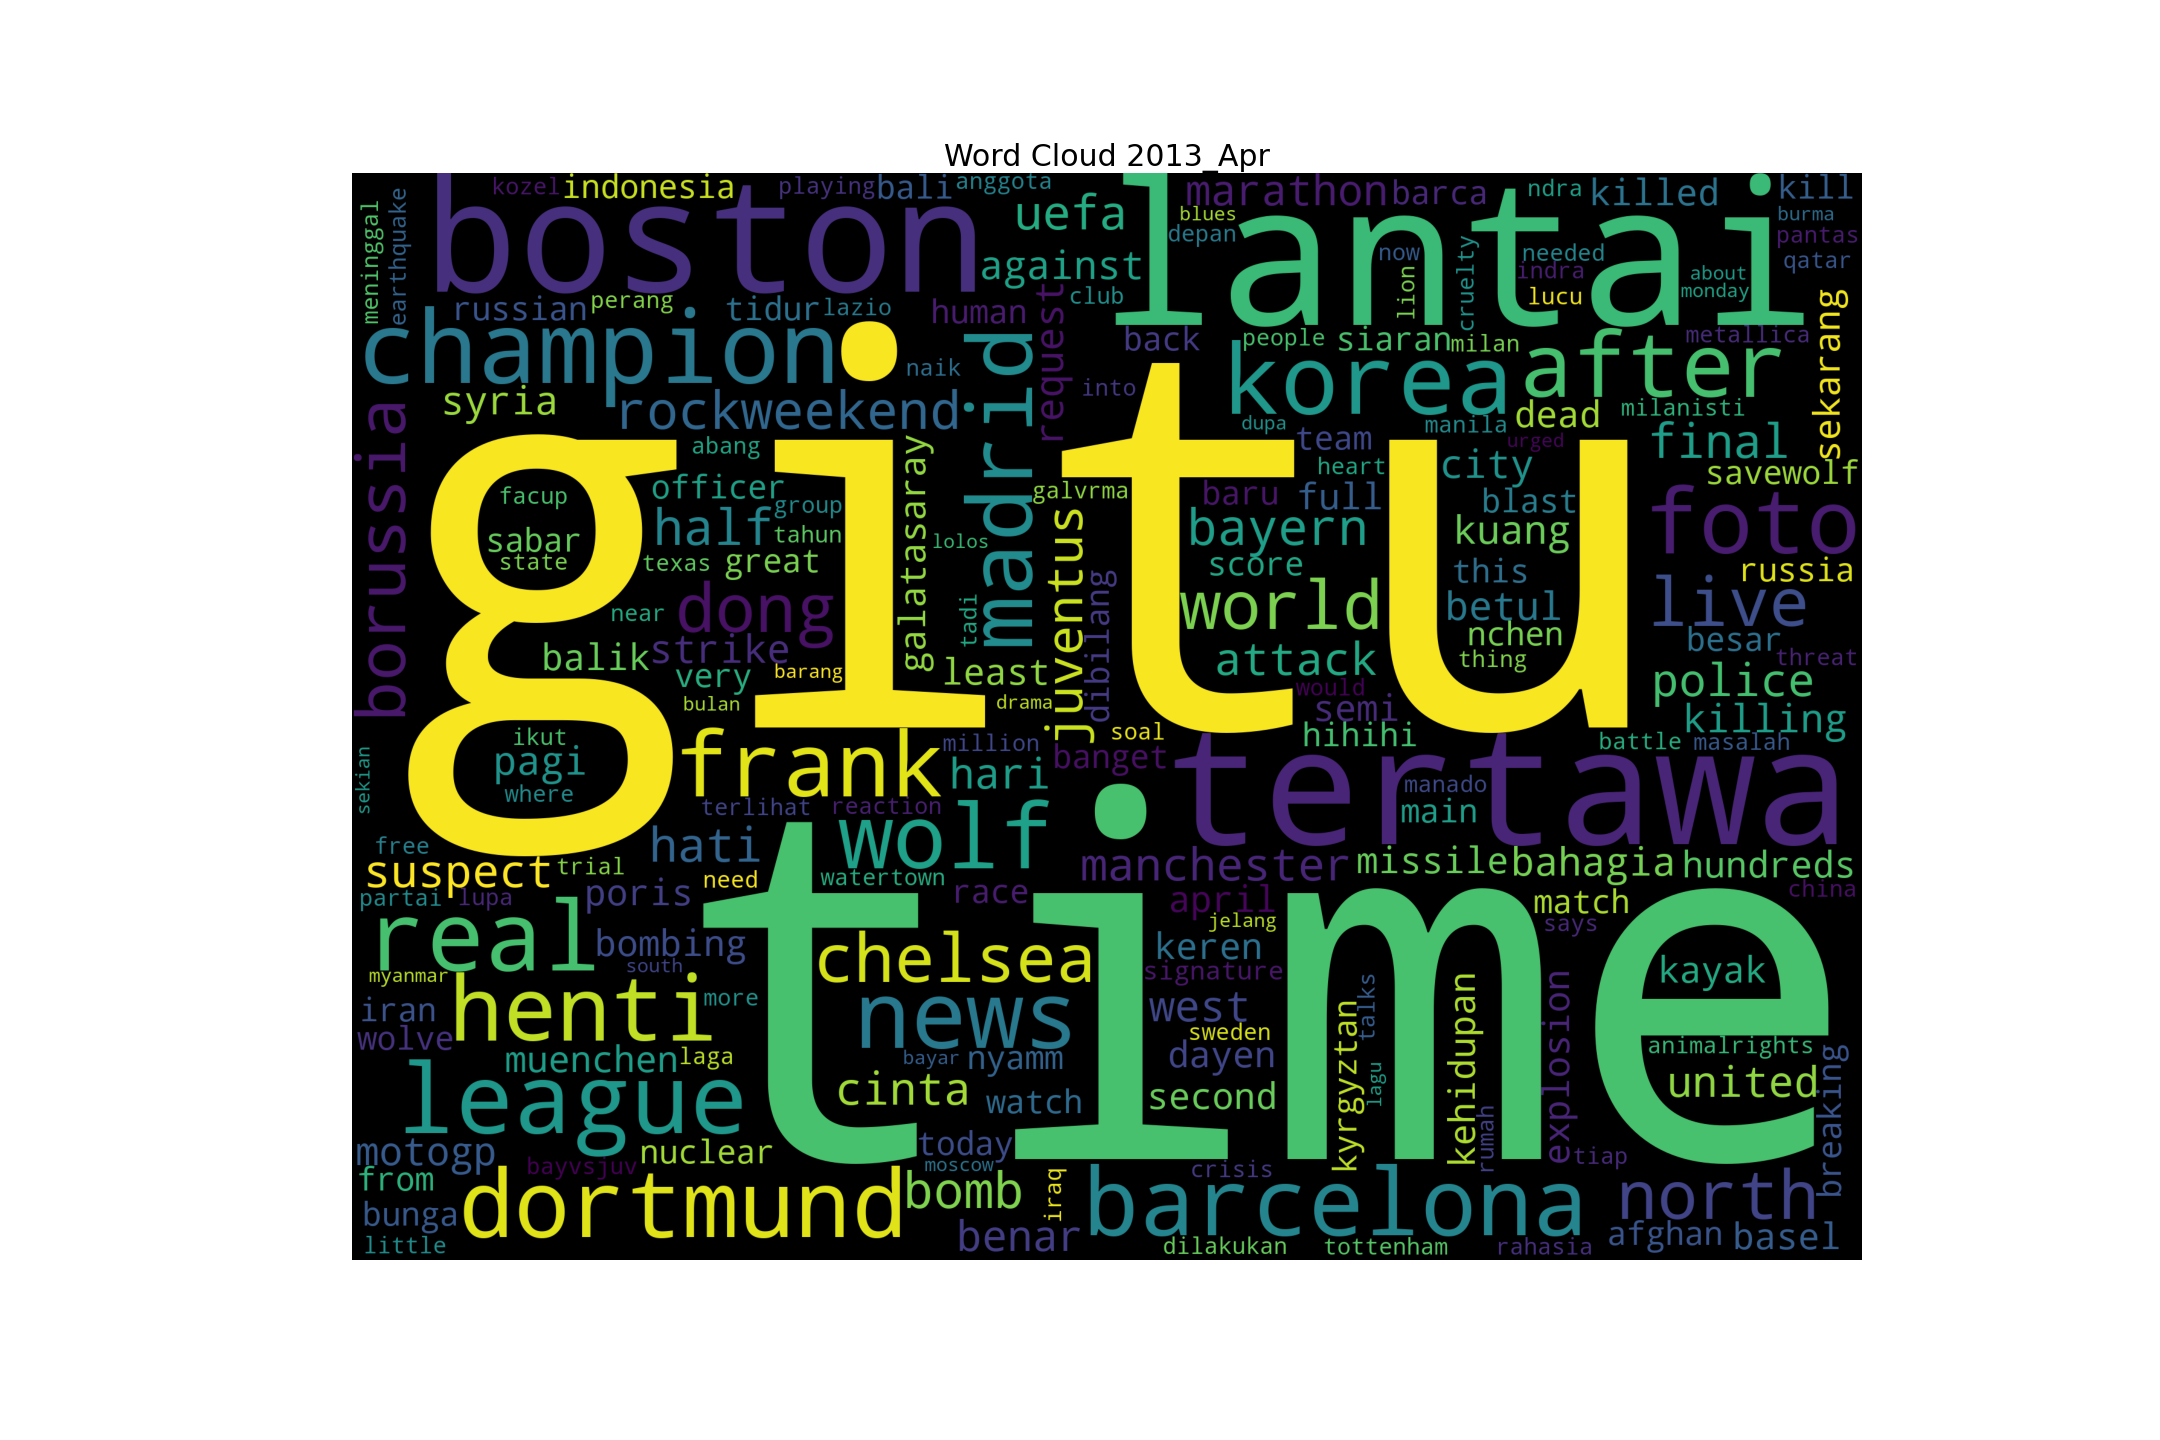 Word Cloud 2013_Apr
kozel indonesia playing bali anggota
marathon barca ndra killed kill
boston lantai
uefa blues depan burma pantas
meninggal earthquake
against now cruelty needed indra qatar
lion about monday
russian perang tidur lazio human request club lucu
champion back people siaran milan metallica sekarang
naik madrid korea after
into
syria rockweekend dupa manila dead milanisti
borussia abang team urged final
gitu
facup officer group galatasaray galvrma heart city savewolf
baru full blast foto
sabar half tahun lolos juventus bayern kuang
state texas great score this russia
near dong tadi dibilang world betul live
balik strike nchen besar
very barang least attack thing threat
bulan drama would semi police
ikut soal hihihi killing
pagi frank million banget battle masalah
sekian where hari tertawa
terlihat reaction manado main
free hati wolf
suspect trial need watertown manchester missile bahagia hundreds
partai lupa poris race april match china
real time jelang says
bombing chelsea keren
myanmar south signature kayak
iran henti more news west talks kyrgyztan kehidupan explosion
wolve sweden animalrights breaking
muenchen laga bayar nyamm dayen
league cinta watch second lagu united
motogp nuclear today rumah
from bayvsjuv moscow crisis tiap
dortmund bomb iraq barcelona north
bunga benar afghan basel
little dilakukan tottenham rahasia